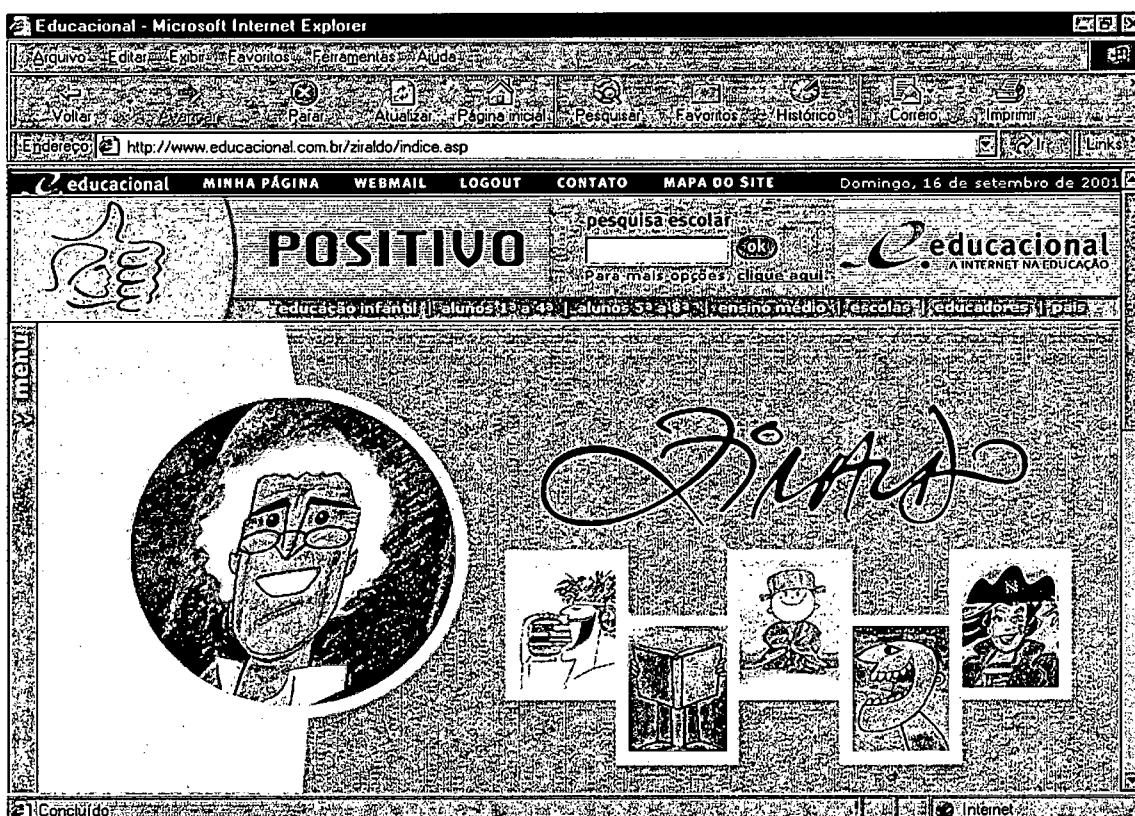 Educacional - Microsoft Internet Explorer
Arquivo Editar Exibir Favoritos Ferramentas Ajuda
Voltar Avançar Parar Atualizar Página inicial Pesquisar Favoritos Histórico Correio Imprimir
Endereço http://www.educacional.com.br/ziraldo/indice.asp Ir Links
educacional MINHA PÁGINA WEBMAIL LOGOUT CONTATO MAPA DO SITE Domingo, 16 de setembro de 2001
POSITIVO
pesquisa escolar
ok
Para mais opções, clique aqui.
e.educacional
A INTERNET NA EDUCAÇÃO
educação infantil | alunos 1ª a 4ª | alunos 5ª a 8ª | ensino médio | escolas | educadores | pais
menu
Ziraldo
Concluído Internet